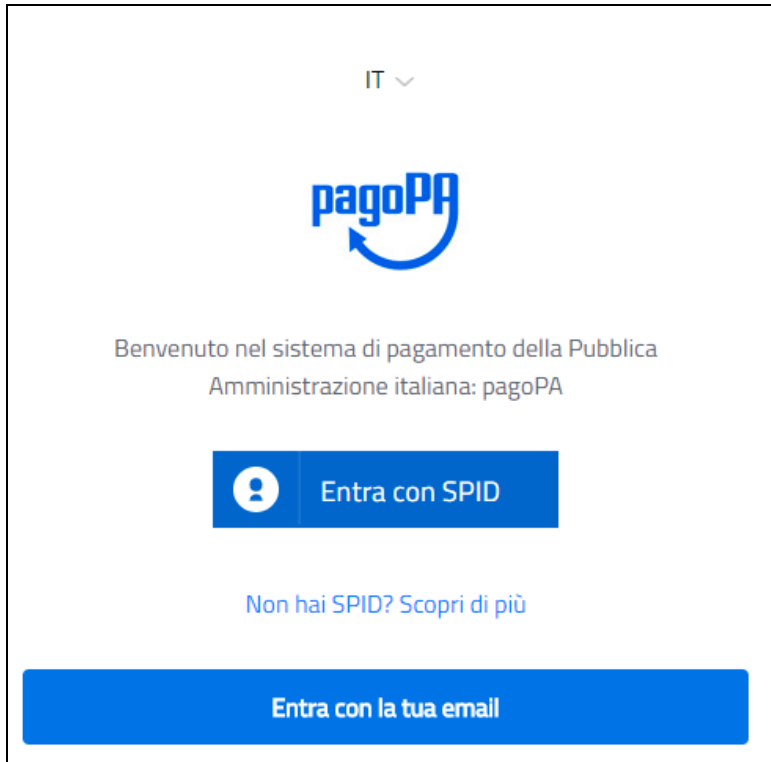 IT
pagoPA
Benvenuto nel sistema di pagamento della Pubblica
Amministrazione italiana: pagoPA
Entra con SPID
Non hai SPID? Scopri di più
Entra con la tua email